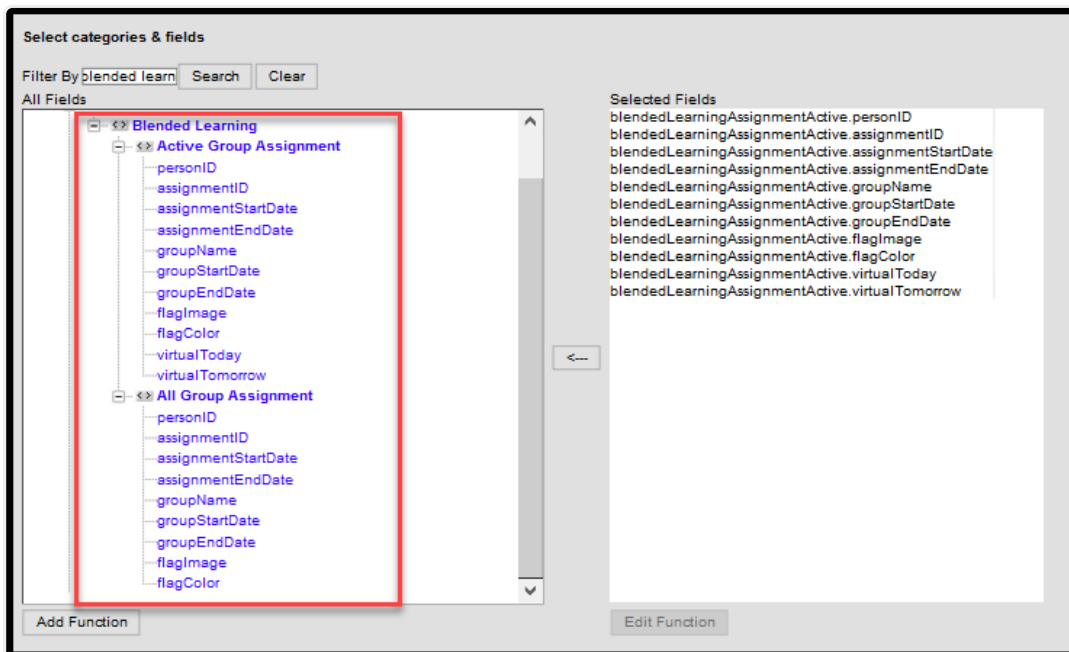 Select categories & fields
Filter By blended learn Search Clear
All Fields
Blended Learning
Active Group Assignment
personID
assignmentID
assignmentStartDate
assignmentEndDate
groupName
groupStartDate
groupEndDate
flagImage
flagColor
virtualToday
virtualTomorrow
All Group Assignment
personID
assignmentID
assignmentStartDate
assignmentEndDate
groupName
groupStartDate
groupEndDate
flagImage
flagColor
Add Function
<---
Selected Fields
blendedLearningAssignmentActive.personID
blendedLearningAssignmentActive.assignmentID
blendedLearningAssignmentActive.assignmentStartDate
blendedLearningAssignmentActive.assignmentEndDate
blendedLearningAssignmentActive.groupName
blendedLearningAssignmentActive.groupStartDate
blendedLearningAssignmentActive.groupEndDate
blendedLearningAssignmentActive.flagImage
blendedLearningAssignmentActive.flagColor
blendedLearningAssignmentActive.virtualToday
blendedLearningAssignmentActive.virtualTomorrow
Edit Function